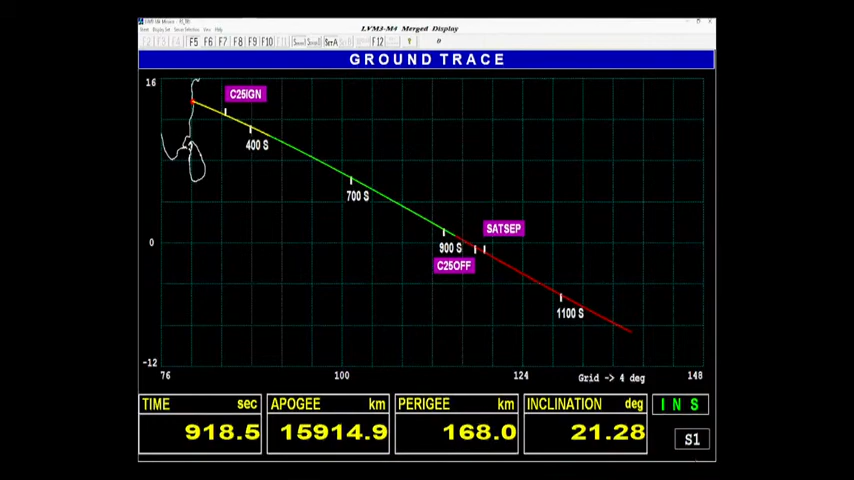 LVM3-M4 Merged Display
F5 F6 F7 F8 F9 F10 F12
GROUND TRACE
16
C25IGN
400 S
700 S
SATSEP
0
900 S
C25OFF
1100 S
-12
76 100 124 148
Grid -> 4 deg
TIME sec APOGEE km PERIGEE km INCLINATION deg I N S
918.5 15914.9 168.0 21.28 S1